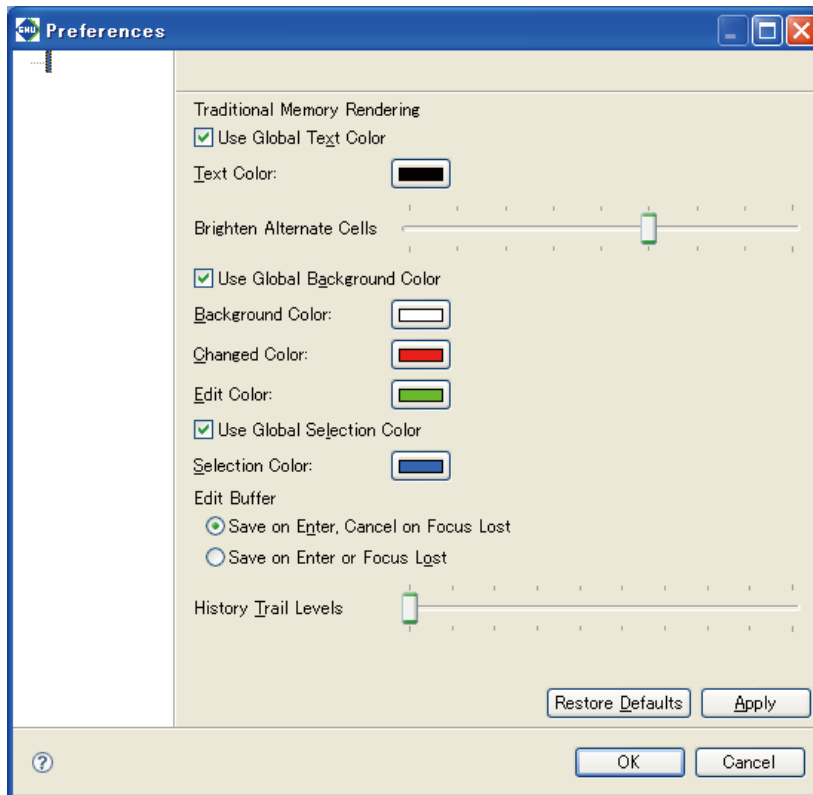 GNU Preferences
Traditional Memory Rendering
Use Global Text Color
Text Color:
Brighten Alternate Cells
Use Global Background Color
Background Color:
Changed Color:
Edit Color:
Use Global Selection Color
Selection Color:
Edit Buffer
Save on Enter, Cancel on Focus Lost
Save on Enter or Focus Lost
History Trail Levels
Restore Defaults Apply
? OK Cancel